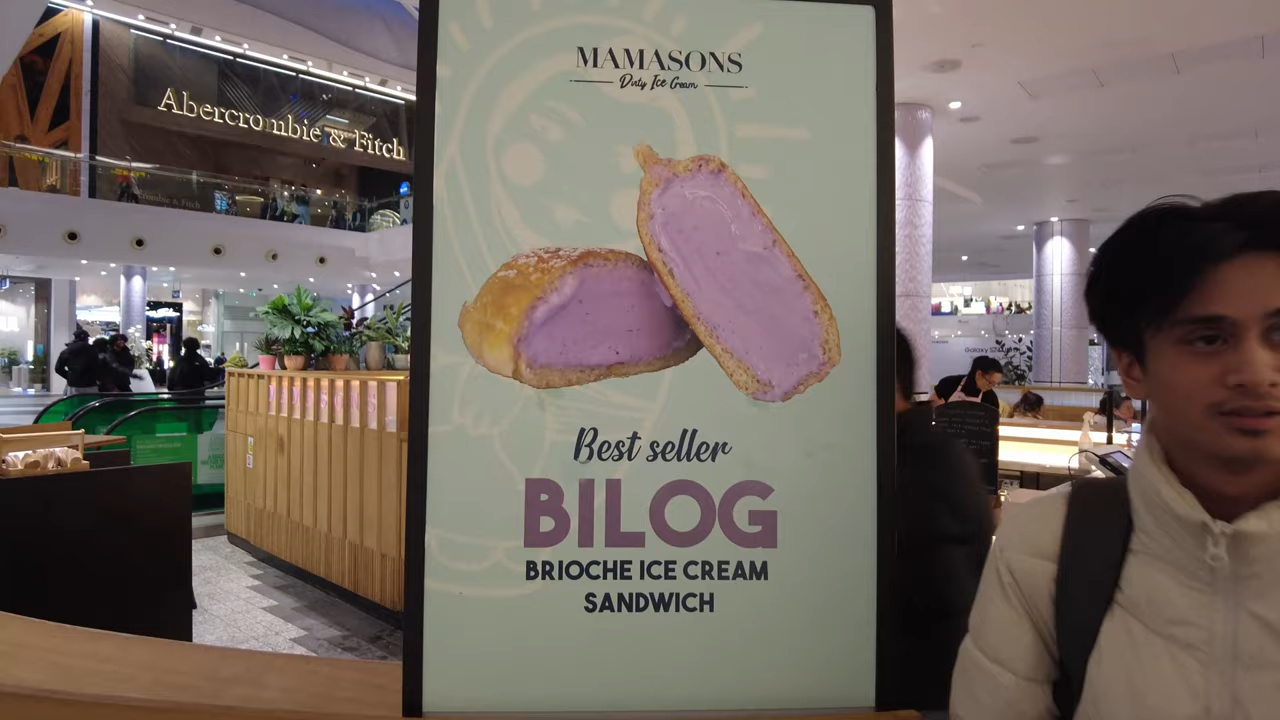 Abercrombie & Fitch
MAMASONS
Dirty Ice Cream
Best seller
BILOG
BRIOCHE ICE CREAM
SANDWICH